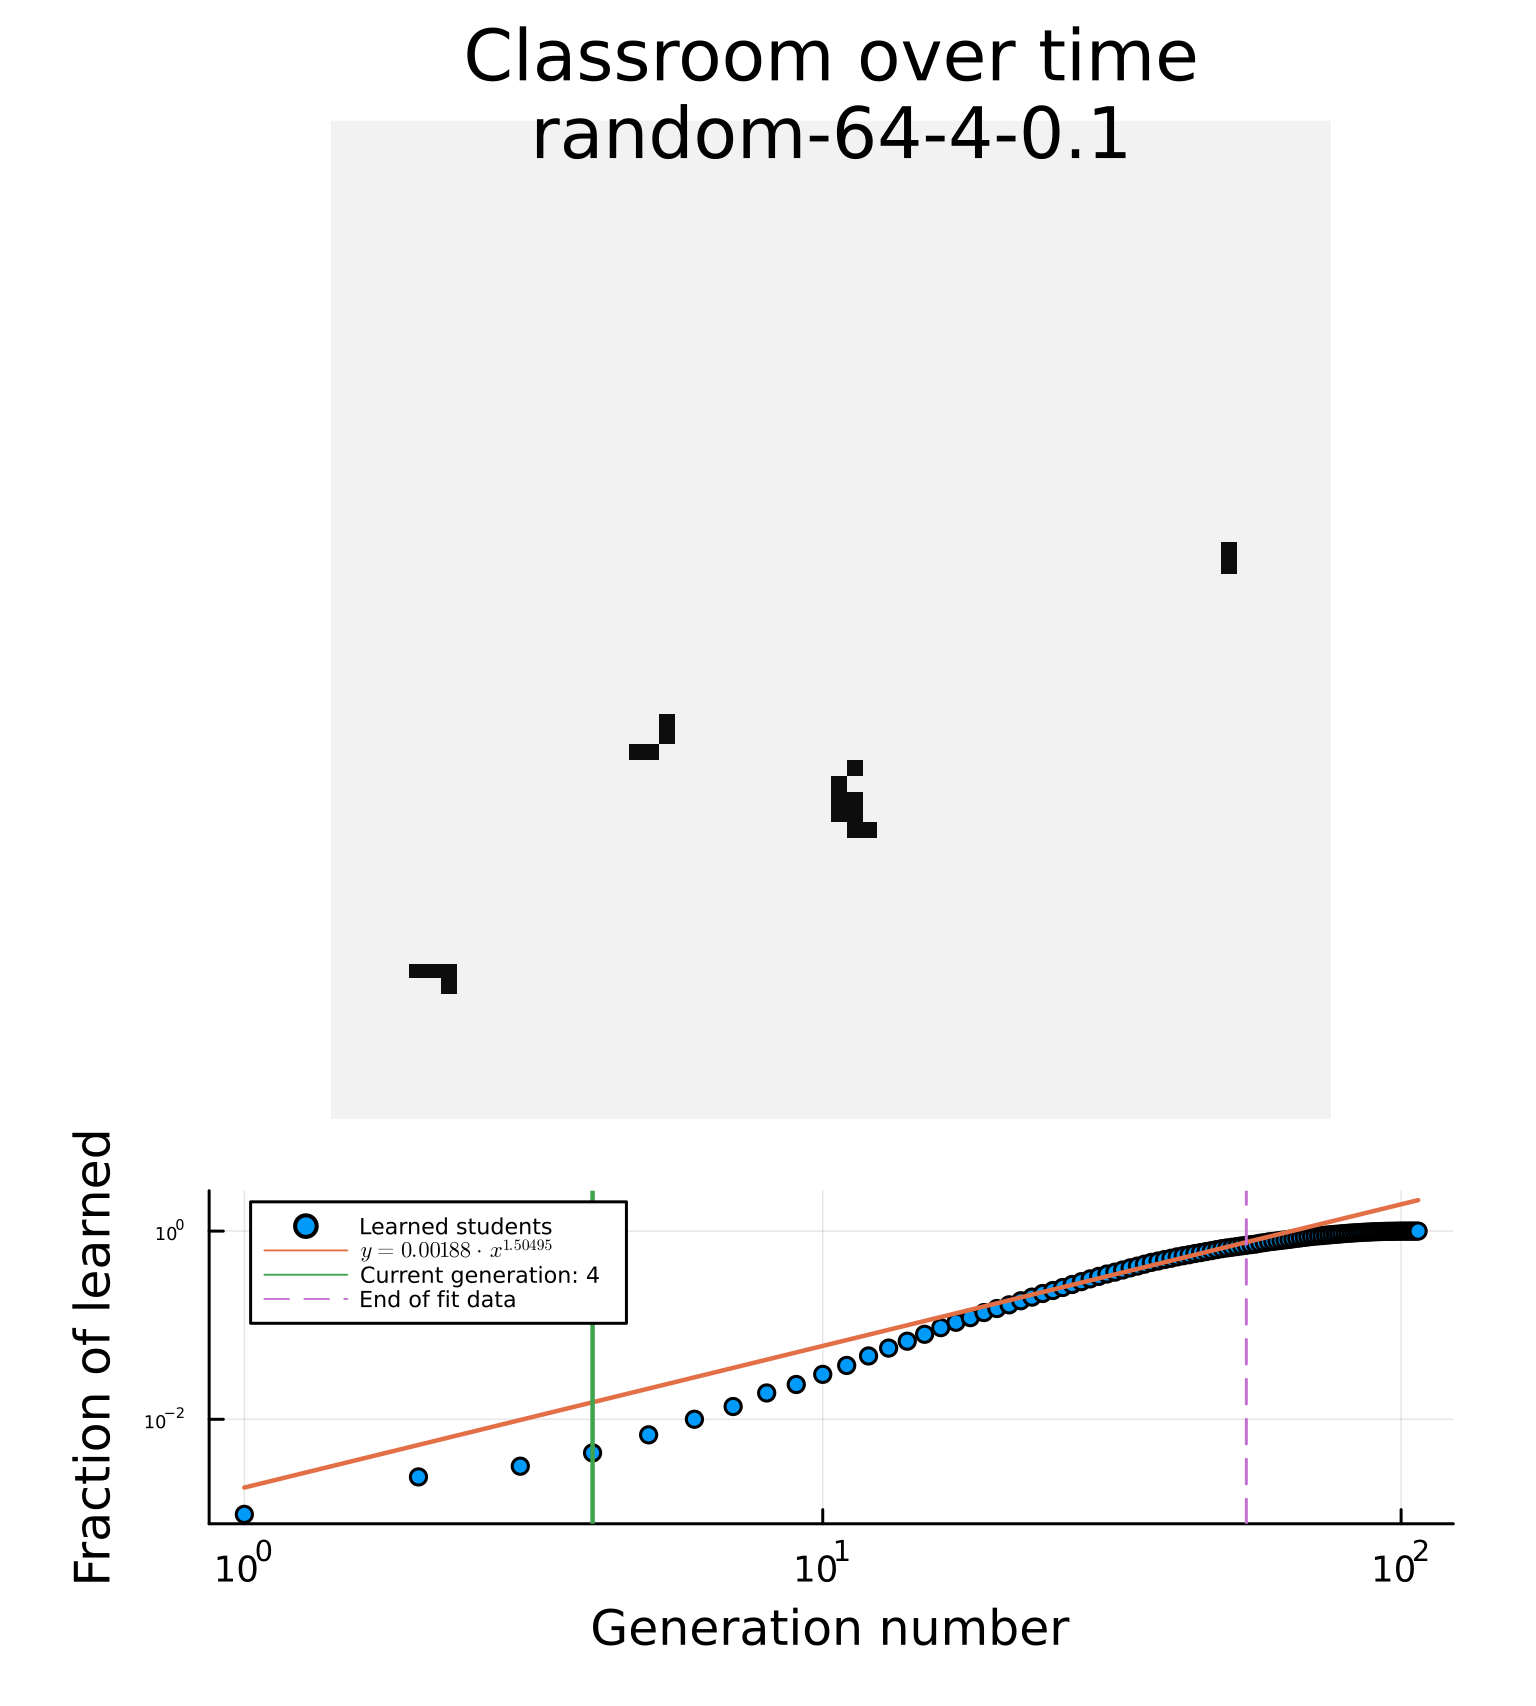 Classroom over time
random-64-4-0.1
Fraction of learned
10^0
10^-2
Learned students
y = 0.00188 · x^1.50495
Current generation: 4
End of fit data
10^0 10^1 10^2
Generation number